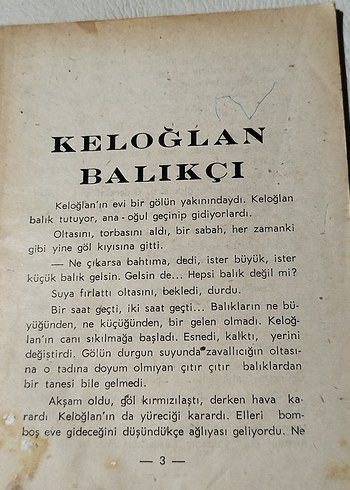 KELOĞLAN
BALIKÇI
Keloğlan'ın evi bir gölün yakınındaydı. Keloğlan
balık tutuyor, ana - oğul geçinip gidiyorlardı.
Oltasını, torbasını aldı, bir sabah, her zamanki
gibi yine göl kıyısına gitti.
— Ne çıkarsa bahtıma, dedi, ister büyük, ister
küçük balık gelsin. Gelsin de... Hepsi balık değil mi?
Suya fırlattı oltasını, bekledi, durdu.
Bir saat geçti, iki saat geçti... Balıkların ne bü-
yüğünden, ne küçüğünden, bir gelen olmadı. Keloğ-
lan'ın canı sıkılmağa başladı. Esnedi, kalktı, yerini
değiştirdi. Gölün durgun suyunda zavallıcığın oltası-
na o tadına doyum olmıyan çıtır çıtır balıklardan
bir tanesi bile gelmedi.
Akşam oldu, göl kırmızılaştı, derken hava ka-
rardı Keloğlan'ın da yüreği karardı. Elleri bom-
boş eve gideceğini düşündükçe ağlıyası geliyordu. Ne
— 3 —